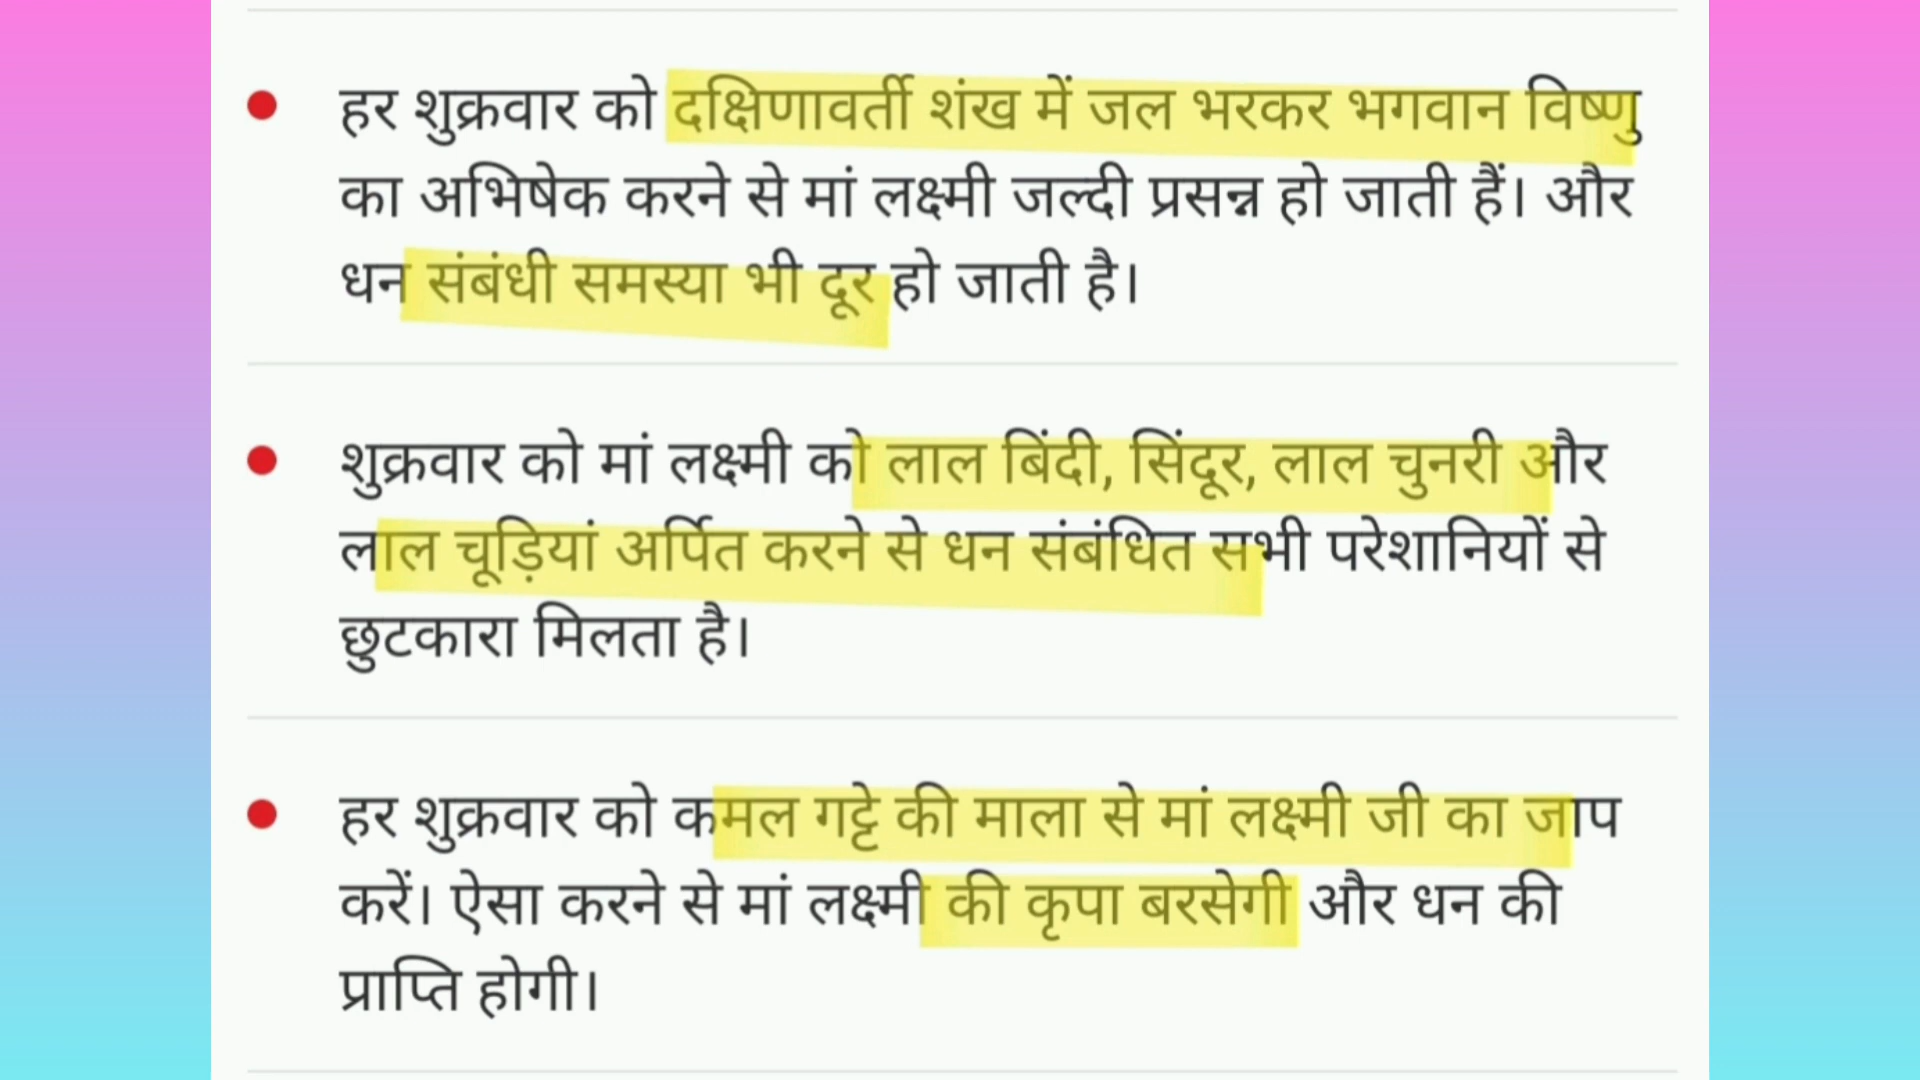 हर शुक्रवार को दक्षिणावर्ती शंख में जल भरकर भगवान विष्णु
का अभिषेक करने से मां लक्ष्मी जल्दी प्रसन्न हो जाती हैं। और
धन संबंधी समस्या भी दूर हो जाती है।
शुक्रवार को मां लक्ष्मी को लाल बिंदी, सिंदूर, लाल चुनरी और
लाल चूड़ियां अर्पित करने से धन संबंधित सभी परेशानियों से
छुटकारा मिलता है।
हर शुक्रवार को कमल गट्टे की माला से मां लक्ष्मी जी का जाप
करें। ऐसा करने से मां लक्ष्मी की कृपा बरसेगी और धन की
प्राप्ति होगी।